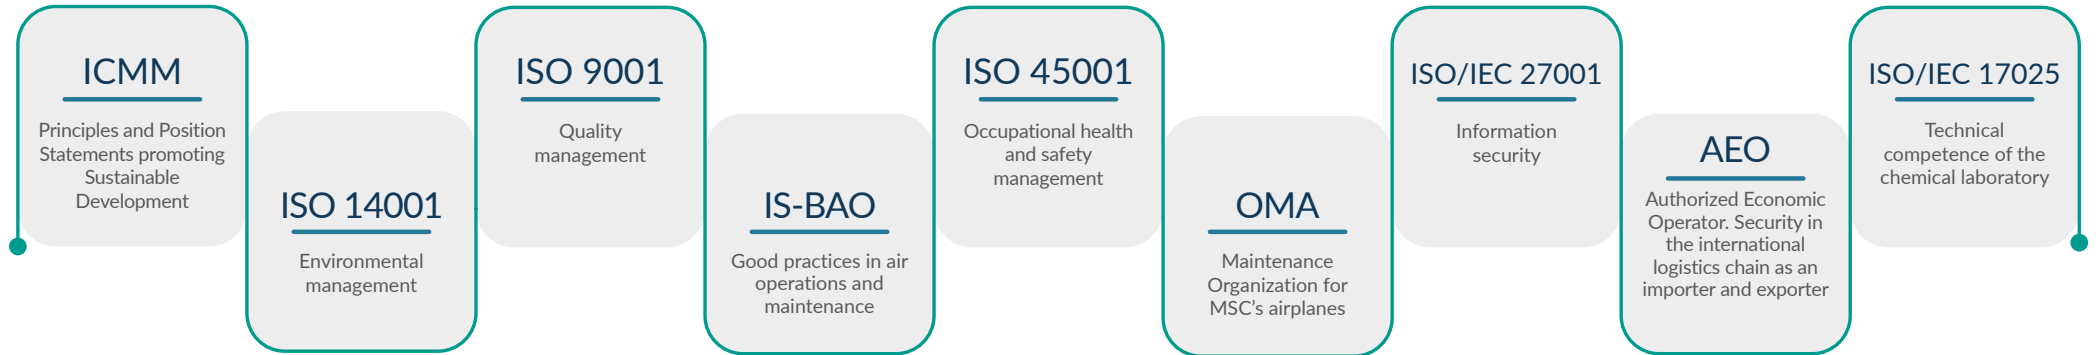 ICMM
Principles and Position
Statements promoting
Sustainable
Development
ISO 14001
Environmental
management
ISO 9001
Quality
management
IS-BAO
Good practices in air
operations and
maintenance
ISO 45001
Occupational health
and safety
management
OMA
Maintenance
Organization for
MSC's airplanes
ISO/IEC 27001
Information
security
AEO
Authorized Economic
Operator. Security in
the international
logistics chain as an
importer and exporter
ISO/IEC 17025
Technical
competence of the
chemical laboratory